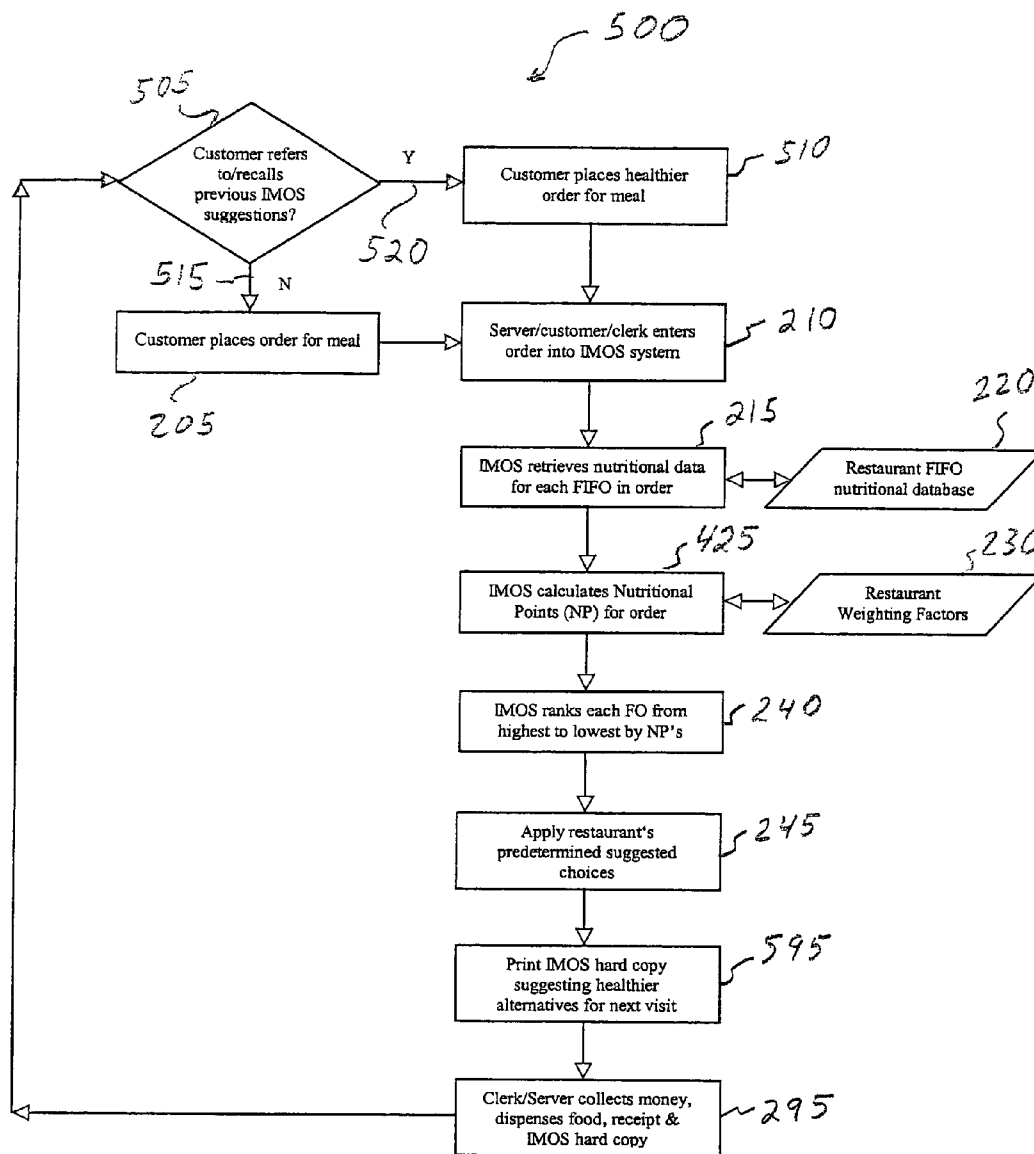 500
505
Customer refers
to/recalls
previous IMOS
suggestions?
Y
520
Customer places healthier
order for meal
510
515
N
Customer places order for meal
205
Server/customer/clerk enters
order into IMOS system
210
215
IMOS retrieves nutritional data
for each FIFO in order
220
Restaurant FIFO
nutritional database
425
IMOS calculates Nutritional
Points (NP) for order
230
Restaurant
Weighting Factors
IMOS ranks each FO from
highest to lowest by NP's
240
Apply restaurant's
predetermined suggested
choices
245
Print IMOS hard copy
suggesting healthier
alternatives for next visit
595
Clerk/Server collects money,
dispenses food, receipt &
IMOS hard copy
295